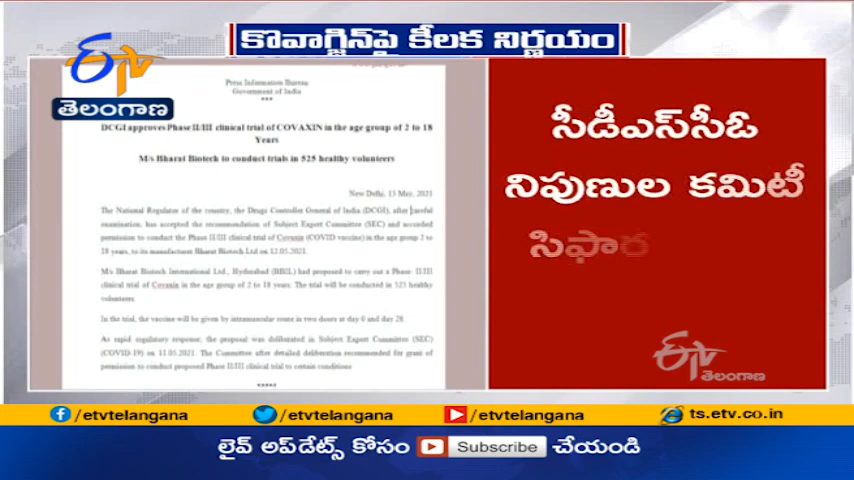 కొవాగ్జిన్‌పై కీలక నిర్ణయం
ETV
తెలంగాణ
Press Information Bureau
Government of India
***
DCGI approves Phase II/III clinical trial of COVAXIN in the age group of 2 to 18
Years
M/s Bharat Biotech to conduct trials in 525 healthy volunteers
New Delhi, 13 May, 2021
The National Regulator of the country, the Drugs Controller General of India (DCGI), after careful
examination, has accepted the recommendation of Subject Expert Committee (SEC) and accorded
permission to conduct the Phase II/III clinical trial of Covaxin (COVID vaccine) in the age group 2 to
18 years, to its manufacturer Bharat Biotech Ltd on 12.05.2021.
M/s Bharat Biotech International Ltd., Hyderabad (BBIL) had proposed to carry out a Phase II/III
clinical trial of Covaxin in the age group of 2 to 18 years. The trial will be conducted in 525 healthy
volunteers.
In the trial, the vaccine will be given by intramuscular route in two doses at day 0 and day 28.
As rapid regulatory response, the proposal was deliberated in Subject Expert Committee (SEC)
(COVID-19) on 11.05.2021. The Committee after detailed deliberation recommended for grant of
permission to conduct proposed Phase II/III clinical trial to certain conditions
*****
సీడీఎస్‌సీఓ
నిపుణుల కమిటీ
సిఫార
ETV తెలంగాణ
/etvtelangana /etvtelangana /etvtelangana ts.etv.co.in
లైవ్ అప్‌డేట్స్ కోసం Subscribe చేయండి